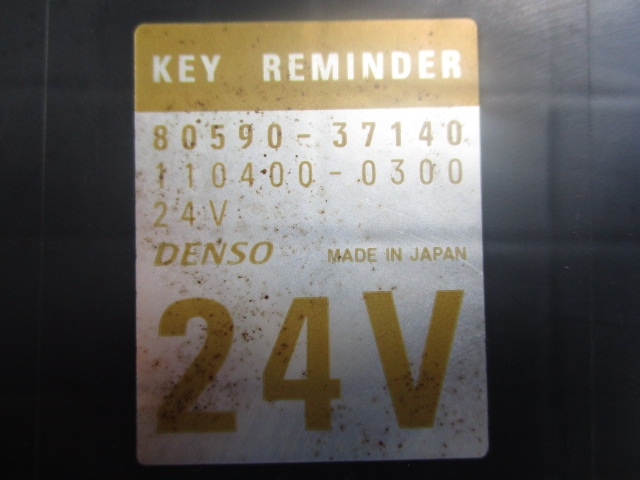 KEY REMINDER
80590-37140
110400-0300
24V
DENSO MADE IN JAPAN
24V